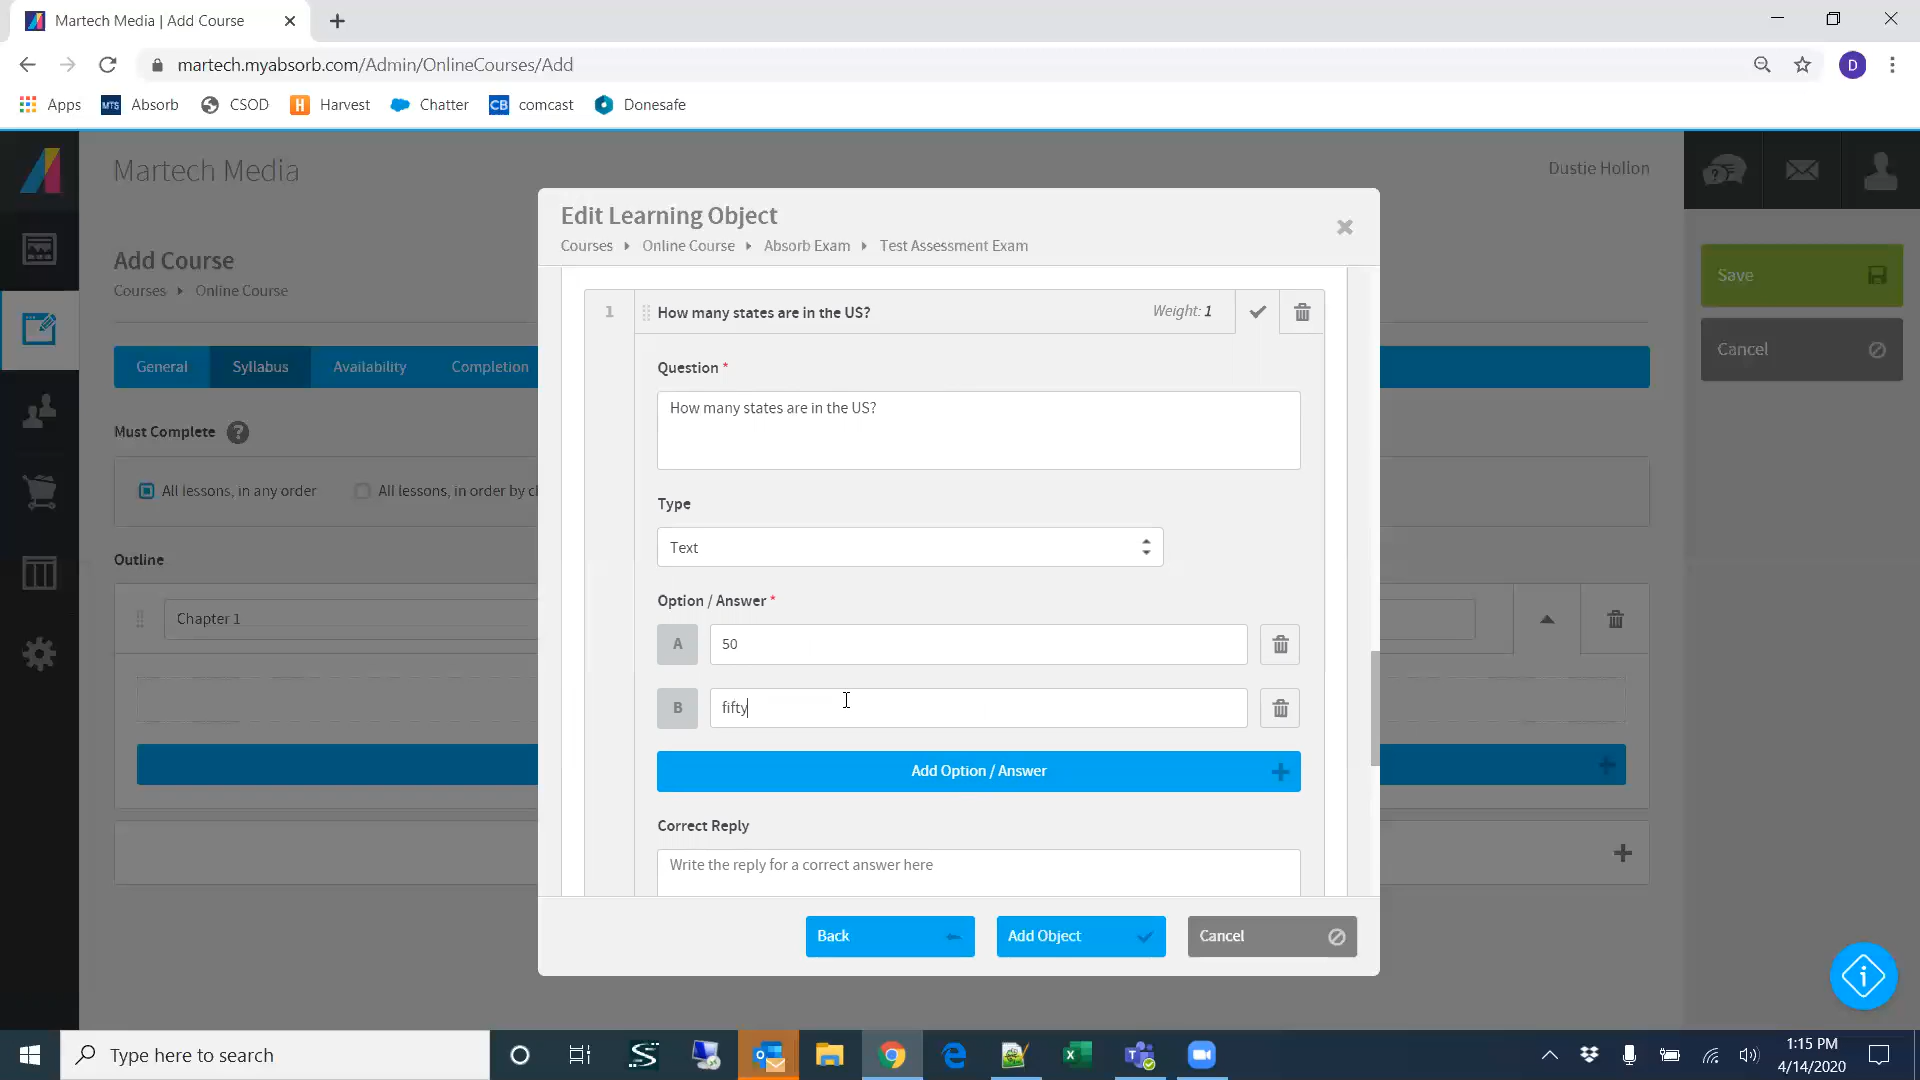 Martech Media | Add Course
martech.myabsorb.com/Admin/OnlineCourses/Add
D
Apps
MTS Absorb
CSOD
H Harvest
Chatter
CB comcast
Donesafe
Martech Media
Dustie Hollon
Add Course
Courses
Online Course
General
Syllabus
Availability
Completion
Must Complete ?
All lessons, in any order
All lessons, in order by cl
Outline
Chapter 1
Save
Cancel
Edit Learning Object
Courses
Online Course
Absorb Exam
Test Assessment Exam
1
How many states are in the US?
Weight: 1
Question *
How many states are in the US?
Type
Text
Option / Answer *
A
50
B
fifty
Add Option / Answer
Correct Reply
Write the reply for a correct answer here
Back
Add Object
Cancel
Type here to search
1:15 PM
4/14/2020